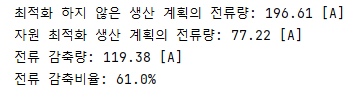 최적화 하지 않은 생산 계획의 전류량: 196.61 [A]
자원 최적화 생산 계획의 전류량: 77.22 [A]
전류 감축량: 119.38 [A]
전류 감축비율: 61.0%